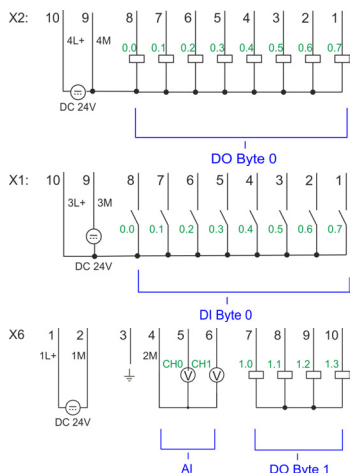 X2: 10 9 8 7 6 5 4 3 2 1
4L+ 4M 0.0 0.1 0.2 0.3 0.4 0.5 0.6 0.7
DC 24V
DO Byte 0
X1: 10 9 8 7 6 5 4 3 2 1
3L+ 3M 0.0 0.1 0.2 0.3 0.4 0.5 0.6 0.7
DC 24V
DI Byte 0
X6 1 2 3 4 5 6 7 8 9 10
1L+ 1M 2M CH0 CH1 1.0 1.1 1.2 1.3
V V
DC 24V
AI DO Byte 1